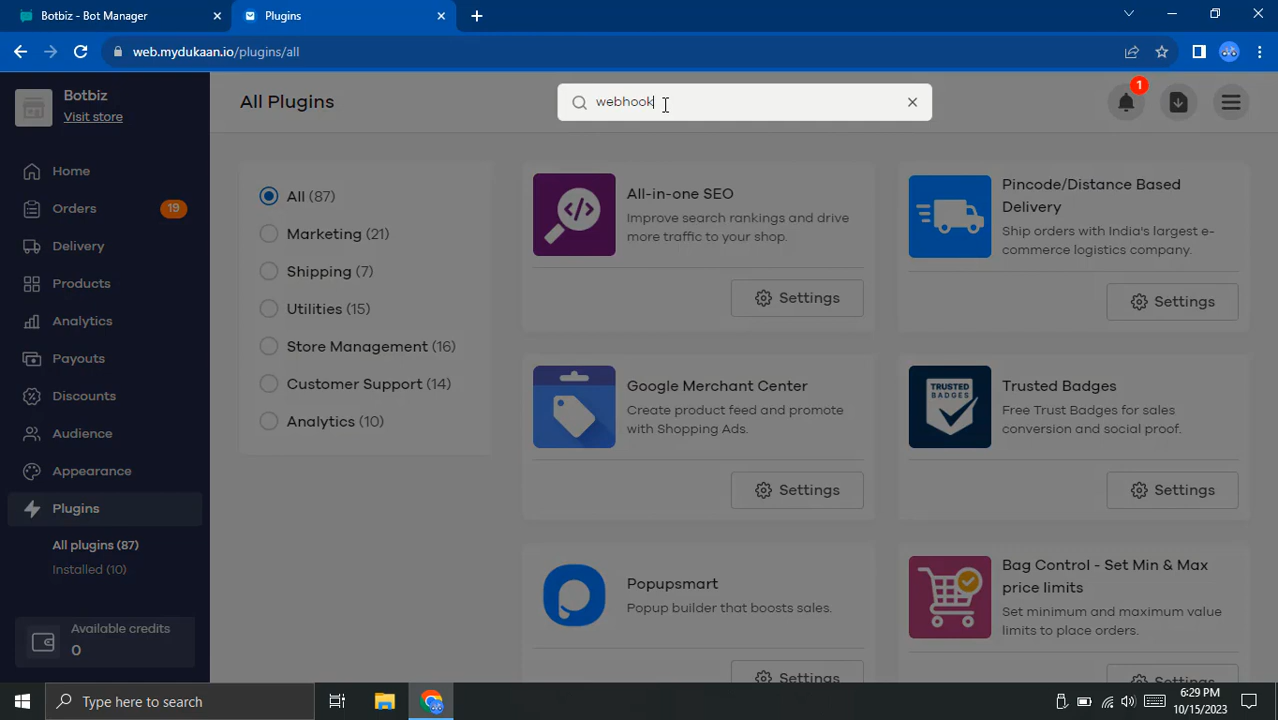 Botbiz - Bot Manager
Plugins
web.mydukaan.io/plugins/all
Botbiz
Visit store
Home
Orders 19
Delivery
Products
Analytics
Payouts
Discounts
Audience
Appearance
Plugins
All plugins (87)
Installed (10)
Available credits
0
All Plugins
webhook
1
All (87)
Marketing (21)
Shipping (7)
Utilities (15)
Store Management (16)
Customer Support (14)
Analytics (10)
All-in-one SEO
Improve search rankings and drive
more traffic to your shop.
Settings
Pincode/Distance Based
Delivery
Ship orders with India's largest e-
commerce logistics company.
Settings
Google Merchant Center
Create product feed and promote
with Shopping Ads.
Settings
TRUSTED
BADGES
Trusted Badges
Free Trust Badges for sales
conversion and social proof.
Settings
Popupsmart
Popup builder that boosts sales.
Settings
Bag Control - Set Min & Max
price limits
Set minimum and maximum value
limits to place orders.
Settings
Type here to search
6:29 PM
10/15/2023